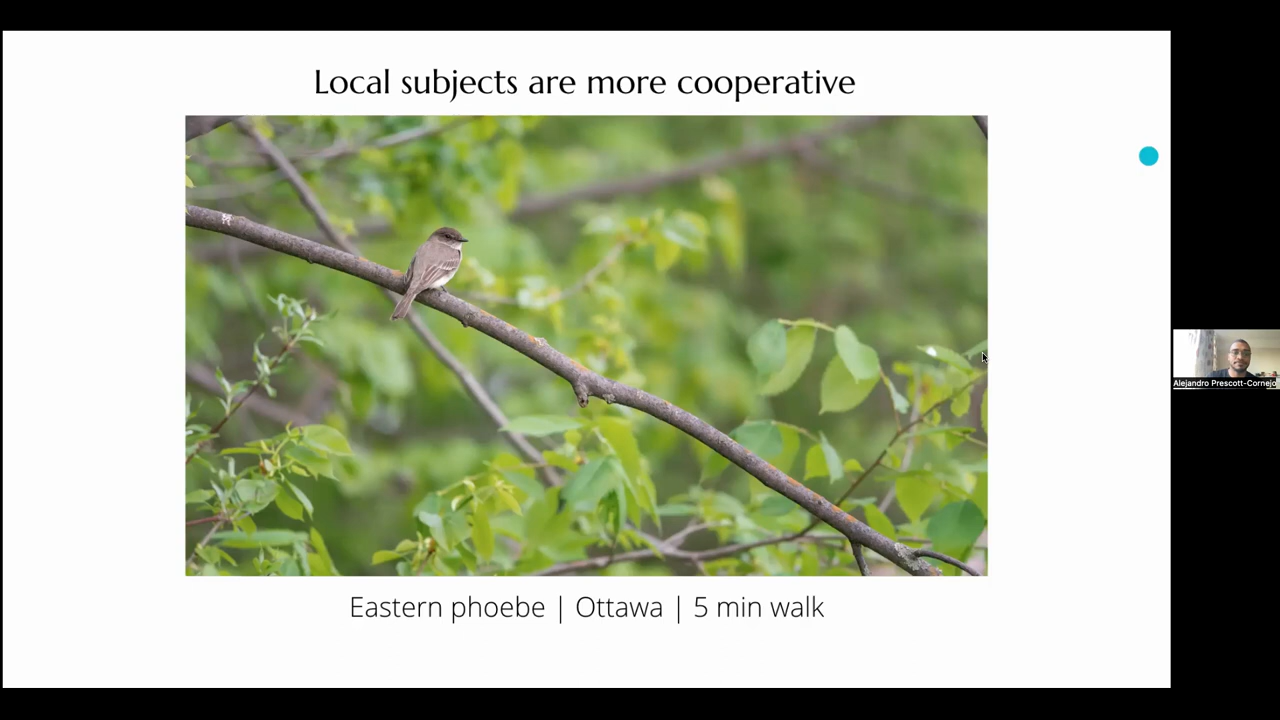 Local subjects are more cooperative
Eastern phoebe | Ottawa | 5 min walk
Alejandro Prescott-Cornejo